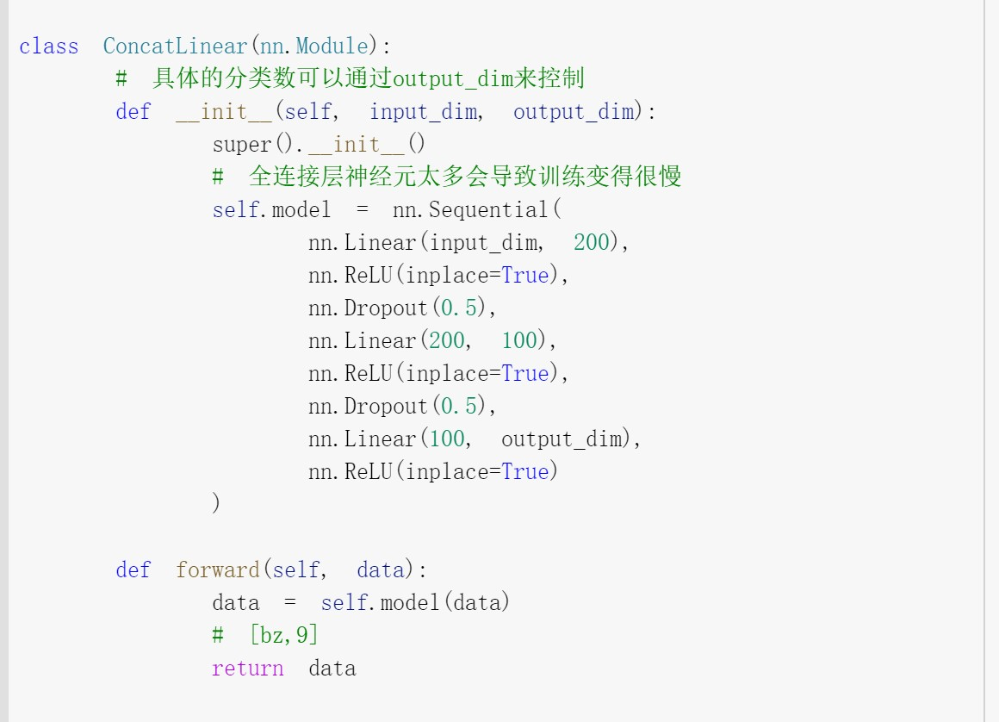 class ConcatLinear(nn.Module):
# 具体的分类数可以通过output_dim来控制
def __init__(self, input_dim, output_dim):
super().__init__()
# 全连接层神经元太多会导致训练变得很慢
self.model = nn.Sequential(
nn.Linear(input_dim, 200),
nn.ReLU(inplace=True),
nn.Dropout(0.5),
nn.Linear(200, 100),
nn.ReLU(inplace=True),
nn.Dropout(0.5),
nn.Linear(100, output_dim),
nn.ReLU(inplace=True)
)
def forward(self, data):
data = self.model(data)
# [bz,9]
return data